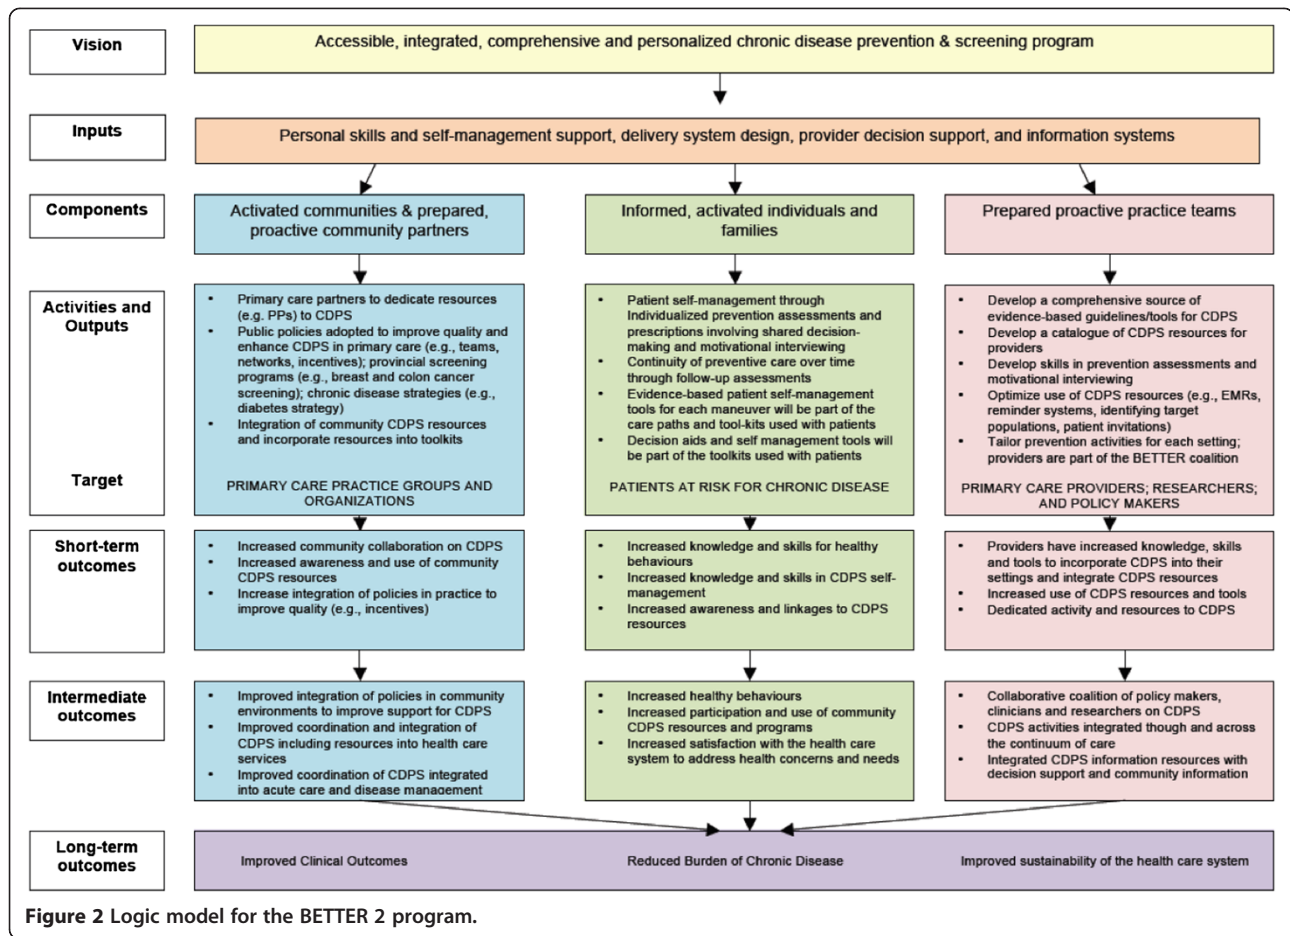 Vision
Accessible, integrated, comprehensive and personalized chronic disease prevention & screening program
Inputs
Personal skills and self-management support, delivery system design, provider decision support, and information systems
Components
Activated communities & prepared,
proactive community partners
Informed, activated individuals and
families
Prepared proactive practice teams
Activities and
Outputs
• Primary care partners to dedicate resources
(e.g. PPs) to CDPS
• Public policies adopted to improve quality and
enhance CDPS in primary care (e.g., teams,
networks, incentives); provincial screening
programs (e.g., breast and colon cancer
screening); chronic disease strategies (e.g.,
diabetes strategy)
• Integration of community CDPS resources
and incorporate resources into toolkits
• Patient self-management through
Individualized prevention assessments and
prescriptions involving shared decision-
making and motivational interviewing
• Continuity of preventive care over time
through follow-up assessments
• Evidence-based patient self-management
tools for each maneuver will be part of the
care paths and tool-kits used with patients
• Decision aids and self management tools will
be part of the toolkits used with patients
• Develop a comprehensive source of
evidence-based guidelines/tools for CDPS
• Develop a catalogue of CDPS resources for
providers
• Develop skills in prevention assessments and
motivational interviewing
• Optimize use of CDPS resources (e.g., EMRs,
reminder systems, identifying target
populations, patient invitations)
• Tailor prevention activities for each setting;
providers are part of the BETTER coalition
Target
PRIMARY CARE PRACTICE GROUPS AND
ORGANIZATIONS
PATIENTS AT RISK FOR CHRONIC DISEASE
PRIMARY CARE PROVIDERS; RESEARCHERS;
AND POLICY MAKERS
Short-term
outcomes
• Increased community collaboration on CDPS
• Increased awareness and use of community
CDPS resources
• Increase integration of policies in practice to
improve quality (e.g., incentives)
• Increased knowledge and skills for healthy
behaviours
• Increased knowledge and skills in CDPS self-
management
• Increased awareness and linkages to CDPS
resources
• Providers have increased knowledge, skills
and tools to incorporate CDPS into their
settings and integrate CDPS resources
• Increased use of CDPS resources and tools
• Dedicated activity and resources to CDPS
Intermediate
outcomes
• Improved integration of policies in community
environments to improve support for CDPS
• Improved coordination and integration of
CDPS including resources into health care
services
• Improved coordination of CDPS integrated
into acute care and disease management
• Increased healthy behaviours
• Increased participation and use of community
CDPS resources and programs
• Increased satisfaction with the health care
system to address health concerns and needs
• Collaborative coalition of policy makers,
clinicians and researchers on CDPS
• CDPS activities integrated though and across
the continuum of care
• Integrated CDPS information resources with
decision support and community information
Long-term
outcomes
Improved Clinical Outcomes
Reduced Burden of Chronic Disease
Improved sustainability of the health care system
Figure 2 Logic model for the BETTER 2 program.